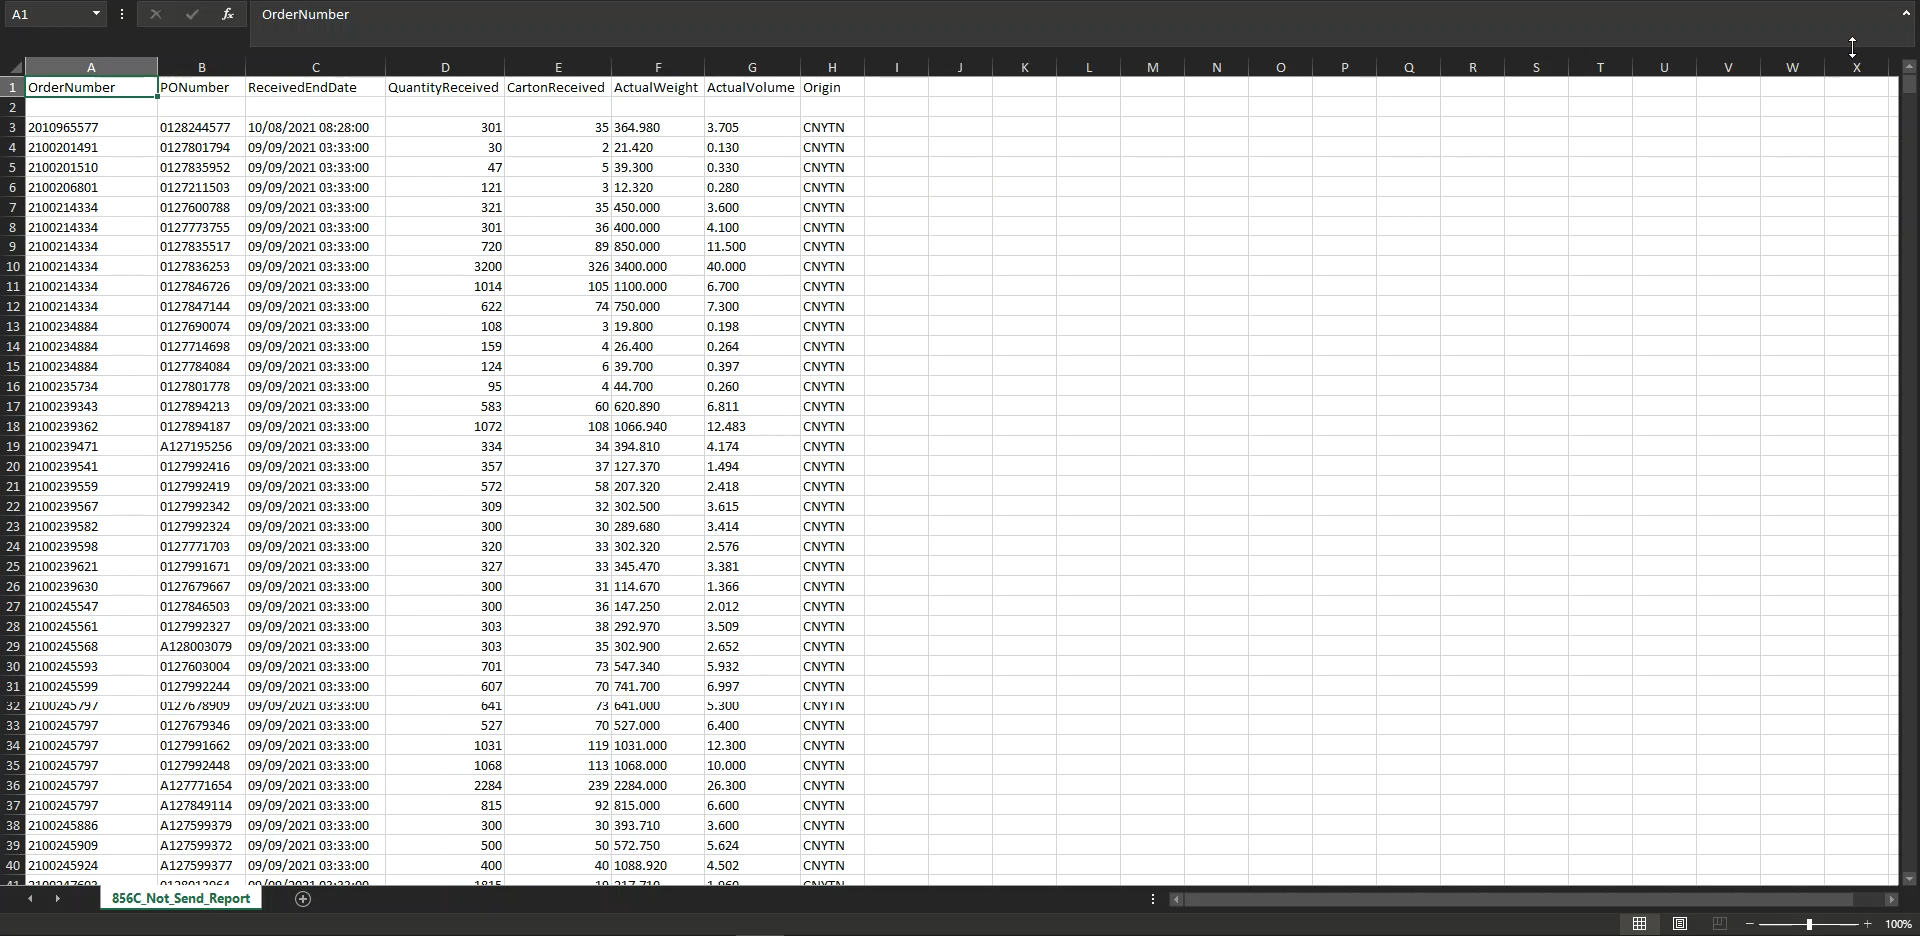 A1 fx OrderNumber
A B C D E F G H I J K L M N O P Q R S T U V W X
1 OrderNumber PONumber ReceivedEndDate QuantityReceived CartonReceived ActualWeight ActualVolume Origin
2
3 2010965577 0128244577 10/08/2021 08:28:00 301 35 364.980 3.705 CNYTN
4 2100201491 0127801794 09/09/2021 03:33:00 30 2 21.420 0.130 CNYTN
5 2100201510 0127835952 09/09/2021 03:33:00 47 5 39.300 0.330 CNYTN
6 2100206801 0127211503 09/09/2021 03:33:00 121 3 12.320 0.280 CNYTN
7 2100214334 0127600788 09/09/2021 03:33:00 321 35 450.000 3.600 CNYTN
8 2100214334 0127773755 09/09/2021 03:33:00 301 36 400.000 4.100 CNYTN
9 2100214334 0127835517 09/09/2021 03:33:00 720 89 850.000 11.500 CNYTN
10 2100214334 0127836253 09/09/2021 03:33:00 3200 326 3400.000 40.000 CNYTN
11 2100214334 0127846726 09/09/2021 03:33:00 1014 105 1100.000 6.700 CNYTN
12 2100214334 0127847144 09/09/2021 03:33:00 622 74 750.000 7.300 CNYTN
13 2100234884 0127690074 09/09/2021 03:33:00 108 3 19.800 0.198 CNYTN
14 2100234884 0127714698 09/09/2021 03:33:00 159 4 26.400 0.264 CNYTN
15 2100234884 0127784084 09/09/2021 03:33:00 124 6 39.700 0.397 CNYTN
16 2100235734 0127801778 09/09/2021 03:33:00 95 4 44.700 0.260 CNYTN
17 2100239343 0127894213 09/09/2021 03:33:00 583 60 620.890 6.811 CNYTN
18 2100239362 0127894187 09/09/2021 03:33:00 1072 108 1066.940 12.483 CNYTN
19 2100239471 A127195256 09/09/2021 03:33:00 334 34 394.810 4.174 CNYTN
20 2100239541 0127992416 09/09/2021 03:33:00 357 37 127.370 1.494 CNYTN
21 2100239559 0127992419 09/09/2021 03:33:00 572 58 207.320 2.418 CNYTN
22 2100239567 0127992342 09/09/2021 03:33:00 309 32 302.500 3.615 CNYTN
23 2100239582 0127992324 09/09/2021 03:33:00 300 30 289.680 3.414 CNYTN
24 2100239598 0127771703 09/09/2021 03:33:00 320 33 302.320 2.576 CNYTN
25 2100239621 0127991671 09/09/2021 03:33:00 327 33 345.470 3.381 CNYTN
26 2100239630 0127679667 09/09/2021 03:33:00 300 31 114.670 1.366 CNYTN
27 2100245547 0127846503 09/09/2021 03:33:00 300 36 147.250 2.012 CNYTN
28 2100245561 0127992327 09/09/2021 03:33:00 303 38 292.970 3.509 CNYTN
29 2100245568 A128003079 09/09/2021 03:33:00 303 35 302.900 2.652 CNYTN
30 2100245593 0127603004 09/09/2021 03:33:00 701 73 547.340 5.932 CNYTN
31 2100245599 0127992244 09/09/2021 03:33:00 607 70 741.700 6.997 CNYTN
32 2100245797 0127678909 09/09/2021 03:33:00 641 73 641.000 5.300 CNYTN
33 2100245797 0127679346 09/09/2021 03:33:00 527 70 527.000 6.400 CNYTN
34 2100245797 0127991662 09/09/2021 03:33:00 1031 119 1031.000 12.300 CNYTN
35 2100245797 0127992448 09/09/2021 03:33:00 1068 113 1068.000 10.000 CNYTN
36 2100245797 A127771654 09/09/2021 03:33:00 2284 239 2284.000 26.300 CNYTN
37 2100245797 A127849114 09/09/2021 03:33:00 815 92 815.000 6.600 CNYTN
38 2100245886 A127599379 09/09/2021 03:33:00 300 30 393.710 3.600 CNYTN
39 2100245909 A127599372 09/09/2021 03:33:00 500 50 572.750 5.624 CNYTN
40 2100245924 A127599377 09/09/2021 03:33:00 400 40 1088.920 4.502 CNYTN
856C_Not_Send_Report
100%